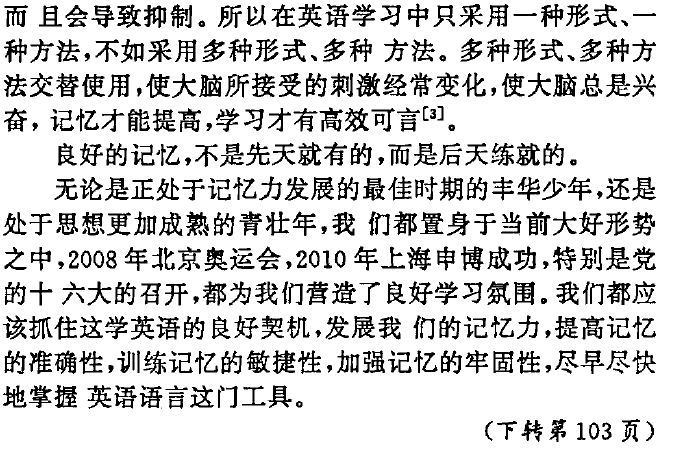 而 且会导致抑制。所以在英语学习中只采用一种形式、一
种方法,不如采用多种形式、多种 方法。多种形式、多种方
法交替使用,使大脑所接受的刺激经常变化,使大脑总是兴
奋, 记忆才能提高,学习才有高效可言[3]。
良好的记忆,不是先天就有的,而是后天练就的。
无论是正处于记忆力发展的最佳时期的丰华少年,还是
处于思想更加成熟的青壮年,我 们都置身于当前大好形势
之中,2008 年北京奥运会,2010 年上海申博成功,特别是党
的十 六大的召开,都为我们营造了良好学习氛围。我们都应
该抓住这学英语的良好契机,发展我 们的记忆力,提高记忆
的准确性,训练记忆的敏捷性,加强记忆的牢固性,尽早尽快
地掌握 英语语言这门工具。
(下转第 103 页)